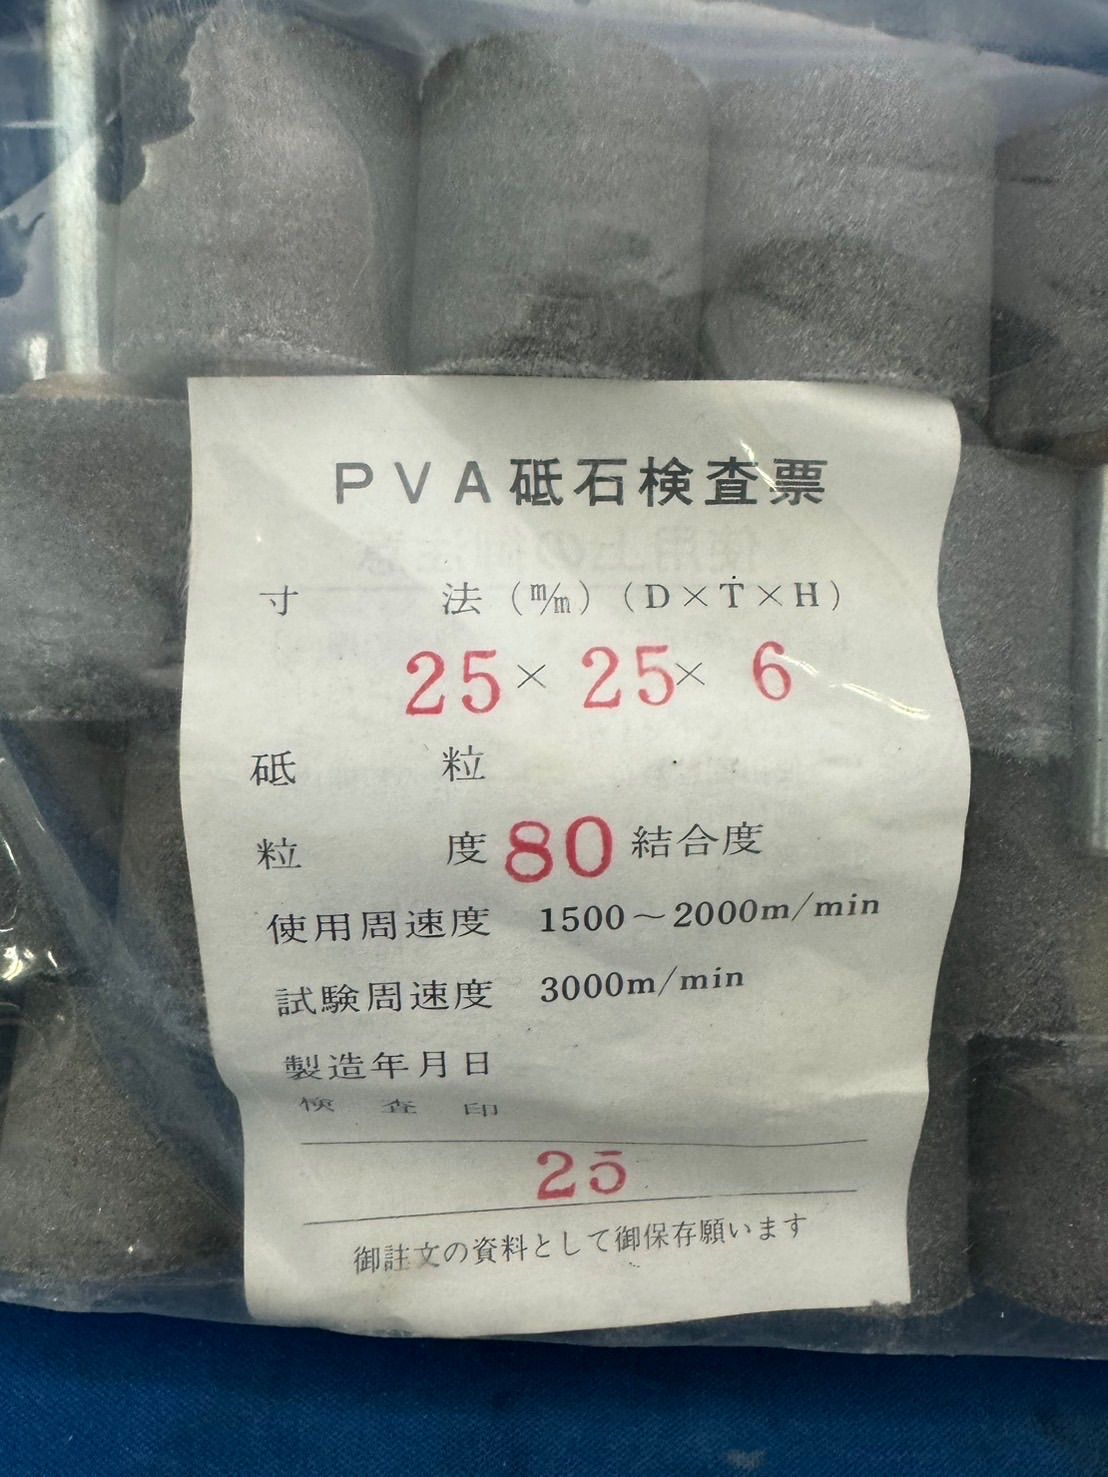 PVA砥石検査票
寸法(m/m)(D×T×H)
25×25×6
砥粒
粒度80結合度
使用周速度 1500～2000m/min
試験周速度 3000m/min
製造年月日
検査印
25
御註文の資料として御保存願います